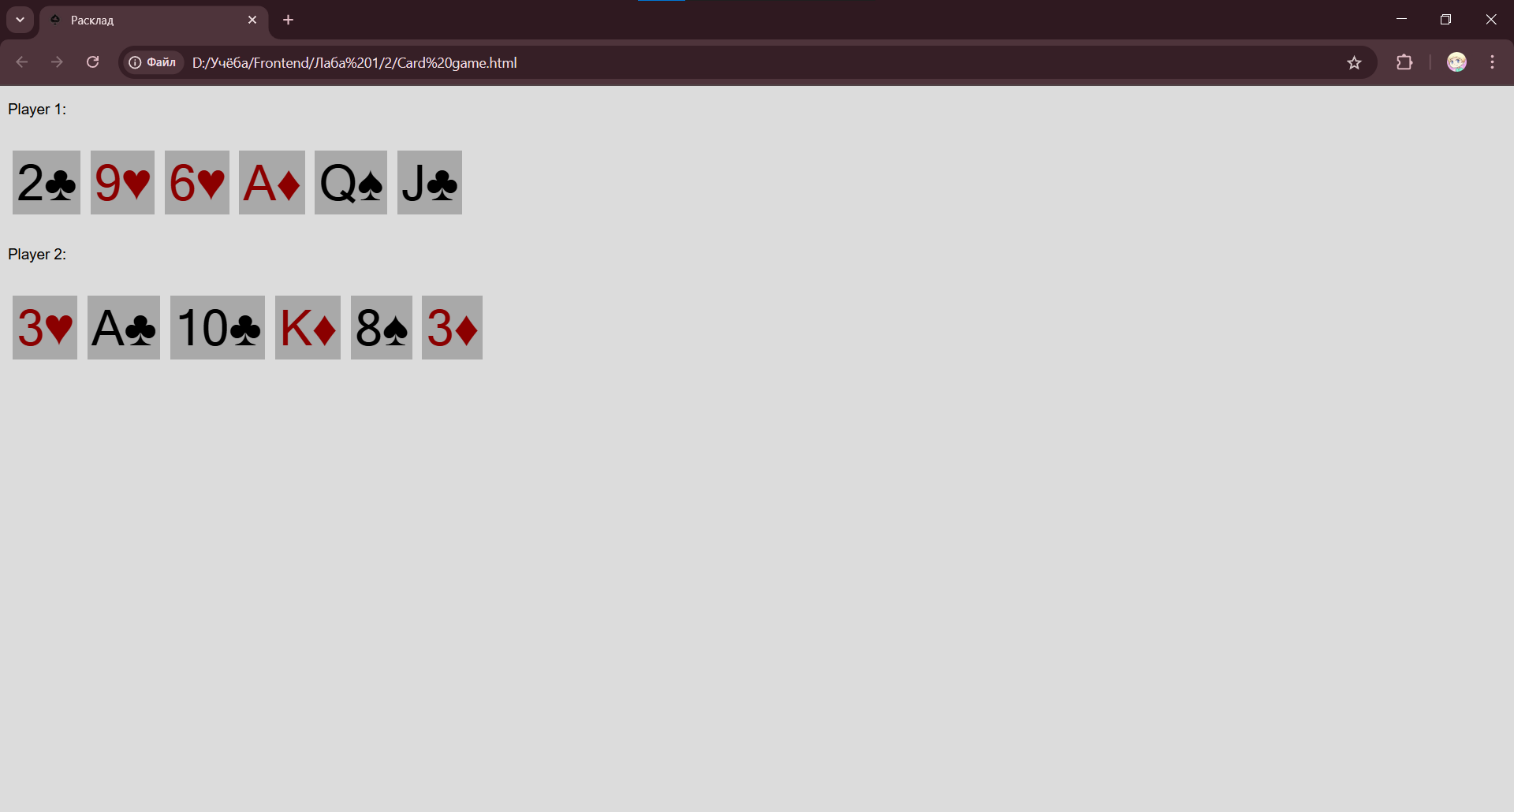 Расклад
Файл D:/Учёба/Frontend/Лаба%201/2/Card%20game.html
Player 1:
2♣ 9♥ 6♥ A♦ Q♠ J♣
Player 2:
3♥ A♣ 10♣ K♦ 8♠ 3♦